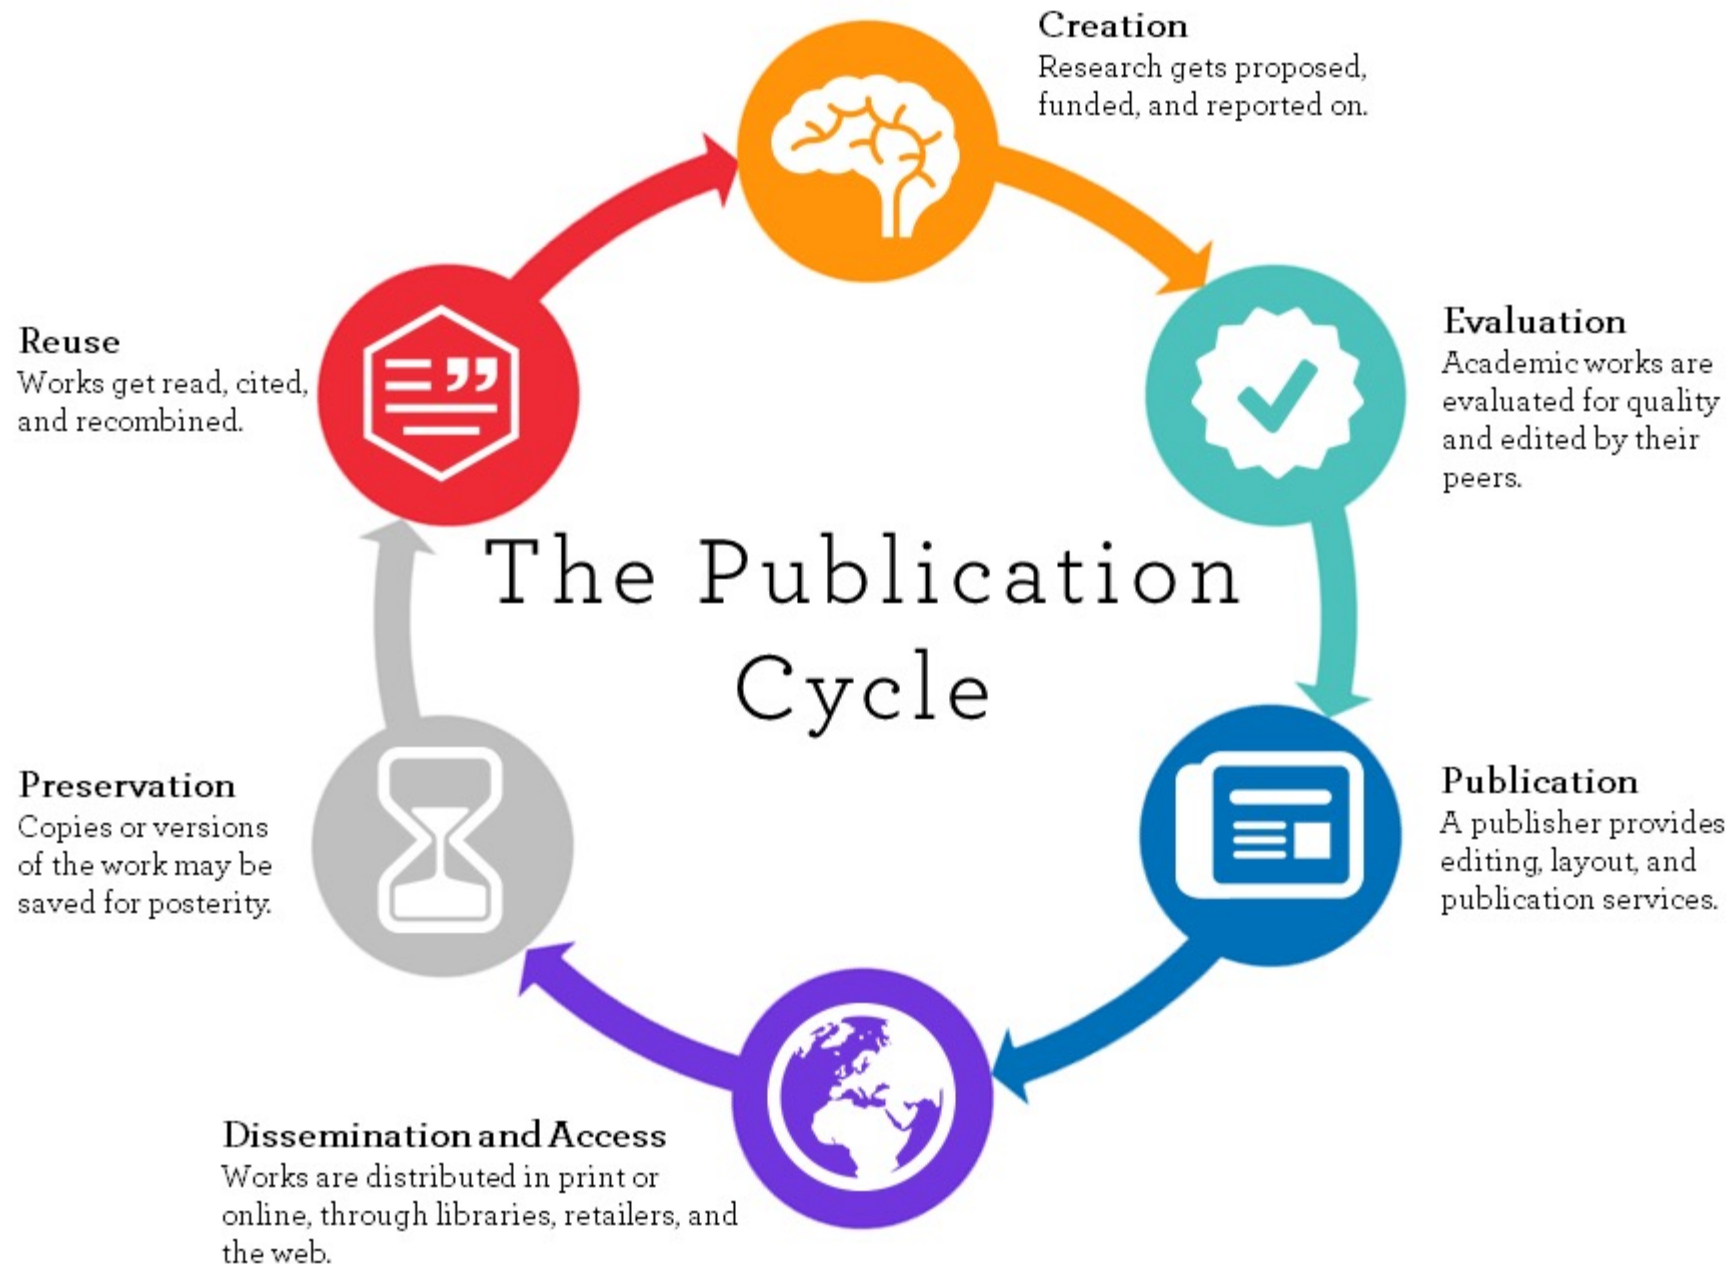 Creation
Research gets proposed,
funded, and reported on.
Evaluation
Academic works are
evaluated for quality
and edited by their
peers.
Publication
A publisher provides
editing, layout, and
publication services.
Dissemination and Access
Works are distributed in print or
online, through libraries, retailers, and
the web.
Preservation
Copies or versions
of the work may be
saved for posterity.
Reuse
Works get read, cited,
and recombined.
The Publication
Cycle